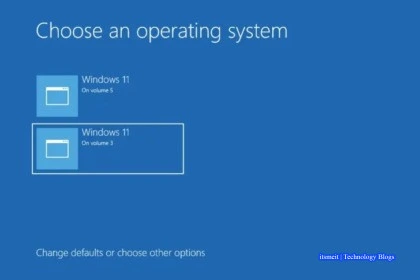 Choose an operating system
Windows 11
On volume 5
Windows 11
On volume 3
Change defaults or choose other options
itsmeit | Technology Blogs